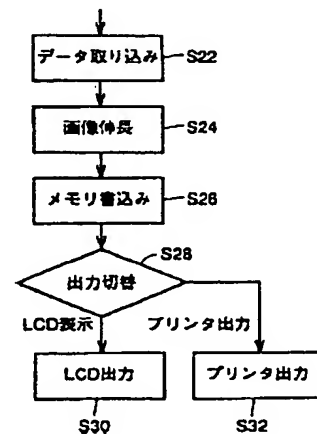 データ取り込み S22
画像伸長 S24
メモリ書込み S26
S28
出力切替
LCD表示 プリンタ出力
LCD出力 プリンタ出力
S30 S32